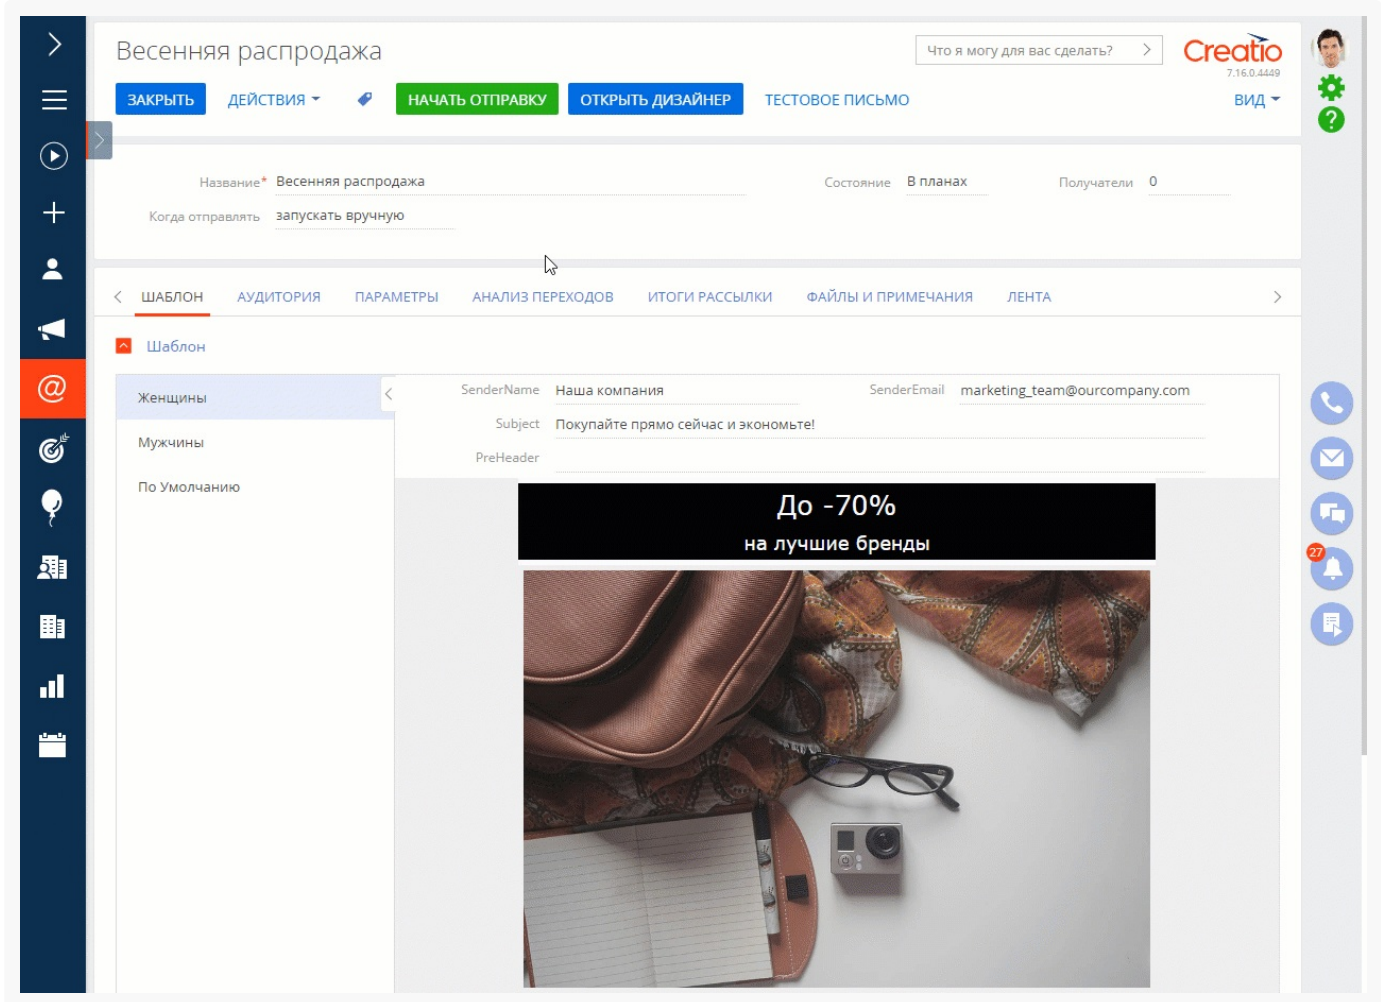 Весенняя распродажа
Что я могу для вас сделать?
Creatio
7.16.0.4449
ЗАКРЫТЬ ДЕЙСТВИЯ НАЧАТЬ ОТПРАВКУ ОТКРЫТЬ ДИЗАЙНЕР ТЕСТОВОЕ ПИСЬМО ВИД
Название* Весенняя распродажа Состояние В планах Получатели 0
Когда отправлять запускать вручную
ШАБЛОН АУДИТОРИЯ ПАРАМЕТРЫ АНАЛИЗ ПЕРЕХОДОВ ИТОГИ РАССЫЛКИ ФАЙЛЫ И ПРИМЕЧАНИЯ ЛЕНТА
Шаблон
Женщины
Мужчины
По Умолчанию
SenderName Наша компания SenderEmail marketing_team@ourcompany.com
Subject Покупайте прямо сейчас и экономьте!
PreHeader
До -70%
на лучшие бренды
27